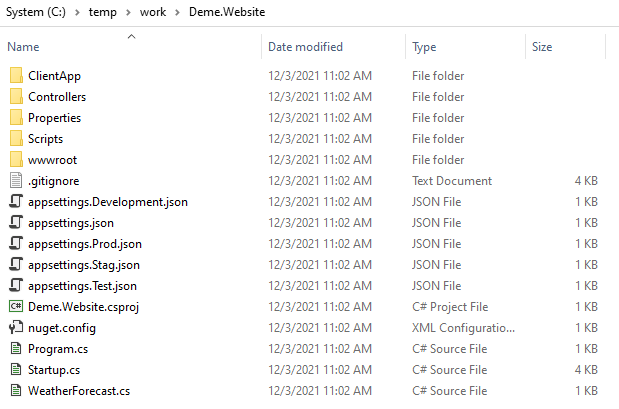 System (C:) > temp > work > Deme.Website
Name Date modified Type Size
ClientApp 12/3/2021 11:02 AM File folder
Controllers 12/3/2021 11:02 AM File folder
Properties 12/3/2021 11:02 AM File folder
Scripts 12/3/2021 11:02 AM File folder
wwwroot 12/3/2021 11:02 AM File folder
.gitignore 12/3/2021 11:02 AM Text Document 4 KB
appsettings.Development.json 12/3/2021 11:02 AM JSON File 1 KB
appsettings.json 12/3/2021 11:02 AM JSON File 1 KB
appsettings.Prod.json 12/3/2021 11:02 AM JSON File 1 KB
appsettings.Stag.json 12/3/2021 11:02 AM JSON File 1 KB
appsettings.Test.json 12/3/2021 11:02 AM JSON File 1 KB
C# Deme.Website.csproj 12/3/2021 11:02 AM C# Project File 1 KB
nuget.config 12/3/2021 11:02 AM XML Configuratio... 1 KB
Program.cs 12/3/2021 11:02 AM C# Source File 1 KB
Startup.cs 12/3/2021 11:02 AM C# Source File 4 KB
WeatherForecast.cs 12/3/2021 11:02 AM C# Source File 1 KB